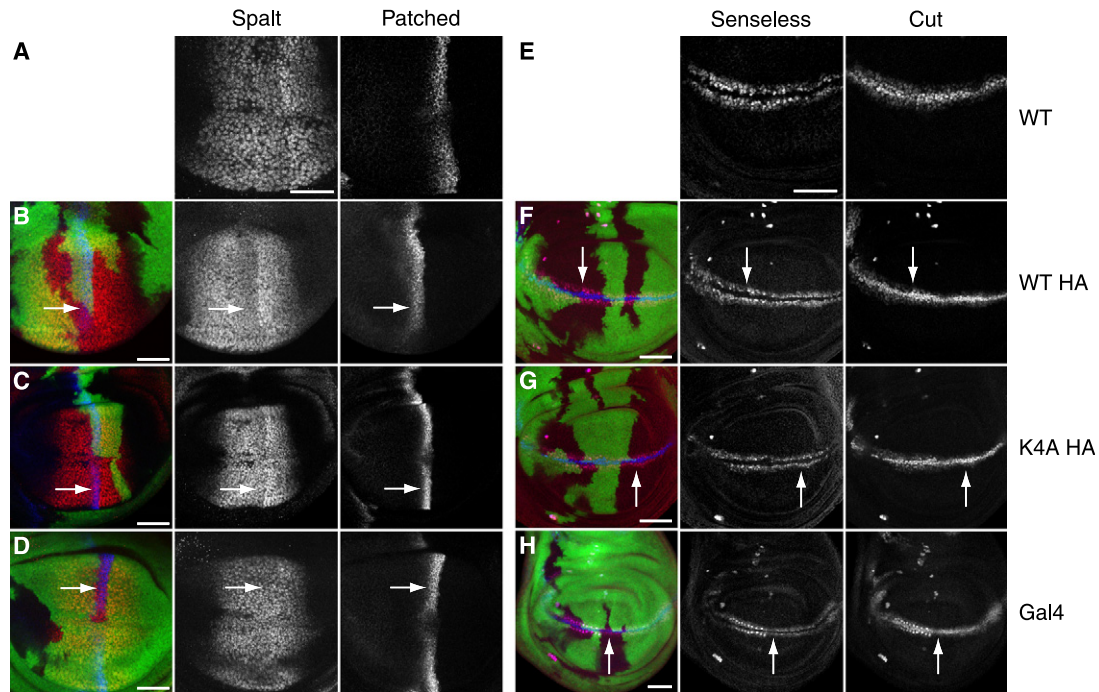 Spalt Patched Senseless Cut
A E WT
B F WT HA
C G K4A HA
D H Gal4